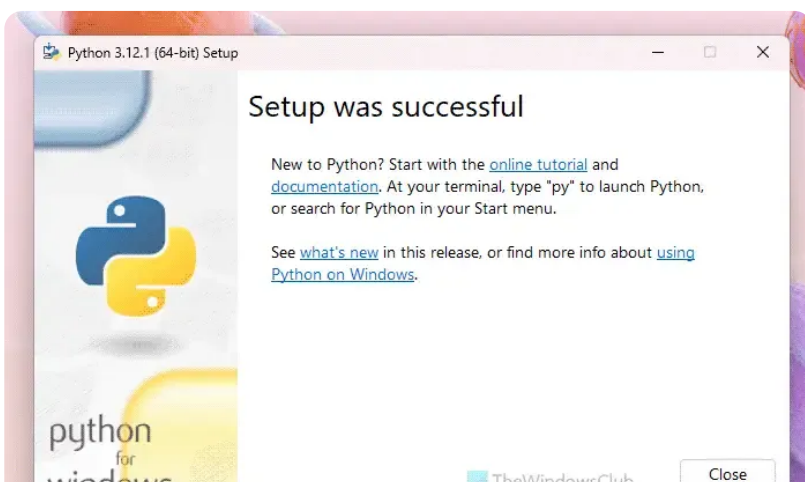 Python 3.12.1 (64-bit) Setup
Setup was successful
New to Python? Start with the online tutorial and
documentation. At your terminal, type "py" to launch Python,
or search for Python in your Start menu.
See what's new in this release, or find more info about using
Python on Windows.
python
for
windows
TheWindowsClub
Close